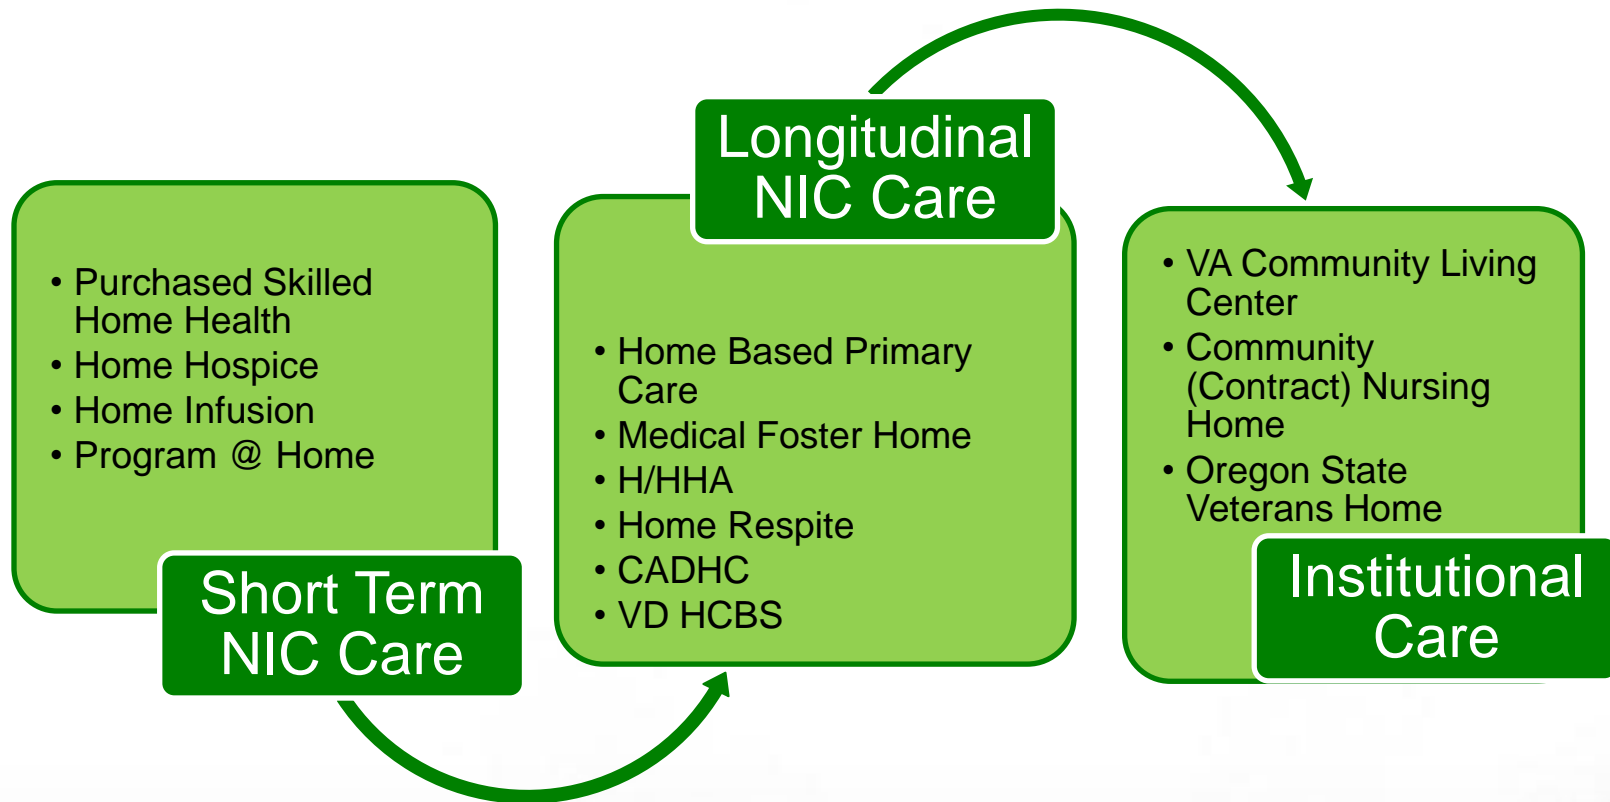 • Purchased Skilled
Home Health
• Home Hospice
• Home Infusion
• Program @ Home
Short Term
NIC Care
Longitudinal
NIC Care
• Home Based Primary
Care
• Medical Foster Home
• H/HHA
• Home Respite
• CADHC
• VD HCBS
• VA Community Living
Center
• Community
(Contract) Nursing
Home
• Oregon State
Veterans Home
Institutional
Care